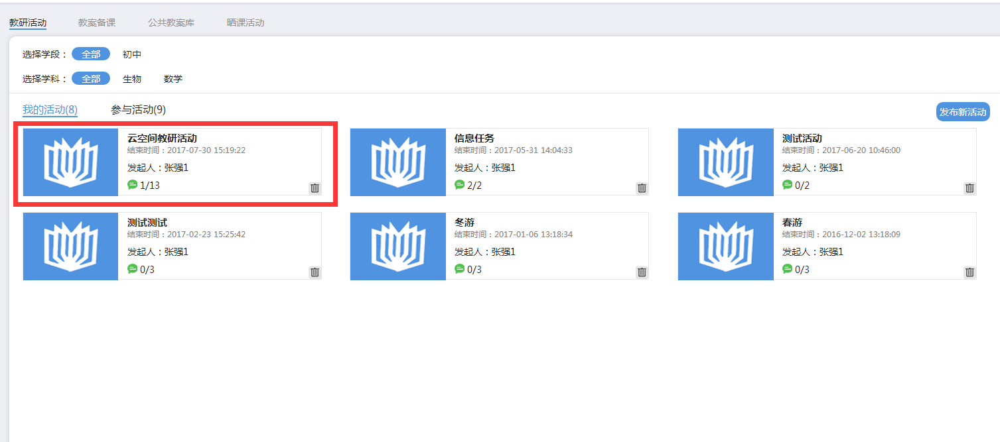 教研活动 教案备课 公共教案库 晒课活动
选择学段： 全部 初中
选择学科： 全部 生物 数学
我的活动(8) 参与活动(9)
发布新活动
云空间教研活动
结束时间：2017-07-30 15:19:22
发起人：张强1
1/13
信息任务
结束时间：2017-05-31 14:04:33
发起人：张强1
2/2
测试活动
结束时间：2017-06-20 10:46:00
发起人：张强1
0/2
测试测试
结束时间：2017-02-23 15:25:42
发起人：张强1
0/3
冬游
结束时间：2017-01-06 13:18:34
发起人：张强1
0/3
春游
结束时间：2016-12-02 13:18:09
发起人：张强1
0/3